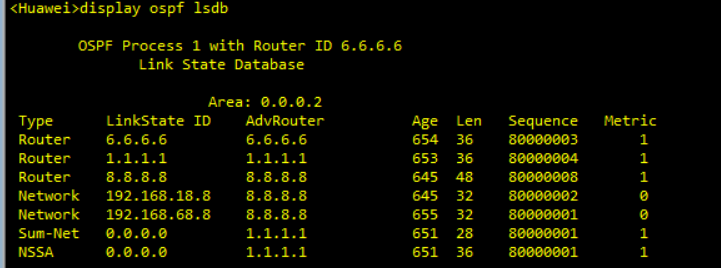 <Huawei>display ospf lsdb
OSPF Process 1 with Router ID 6.6.6.6
Link State Database
Area: 0.0.0.2
Type LinkState ID AdvRouter Age Len Sequence Metric
Router 6.6.6.6 6.6.6.6 654 36 80000003 1
Router 1.1.1.1 1.1.1.1 653 36 80000004 1
Router 8.8.8.8 8.8.8.8 645 48 80000008 1
Network 192.168.18.8 8.8.8.8 645 32 80000002 0
Network 192.168.68.8 8.8.8.8 655 32 80000001 0
Sum-Net 0.0.0.0 1.1.1.1 651 28 80000001 1
NSSA 0.0.0.0 1.1.1.1 651 36 80000001 1